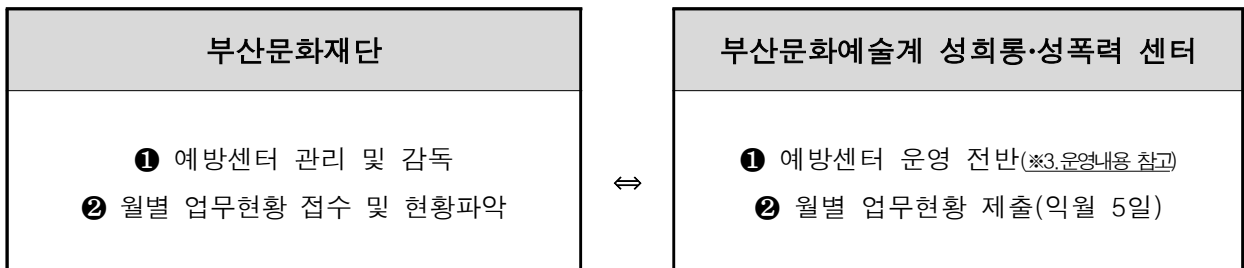 부산문화재단
❶ 예방센터 관리 및 감독
❷ 월별 업무현황 접수 및 현황파악
⇔
부산문화예술계 성희롱·성폭력 센터
❶ 예방센터 운영 전반(※3.운영내용 참고)
❷ 월별 업무현황 제출(익월 5일)